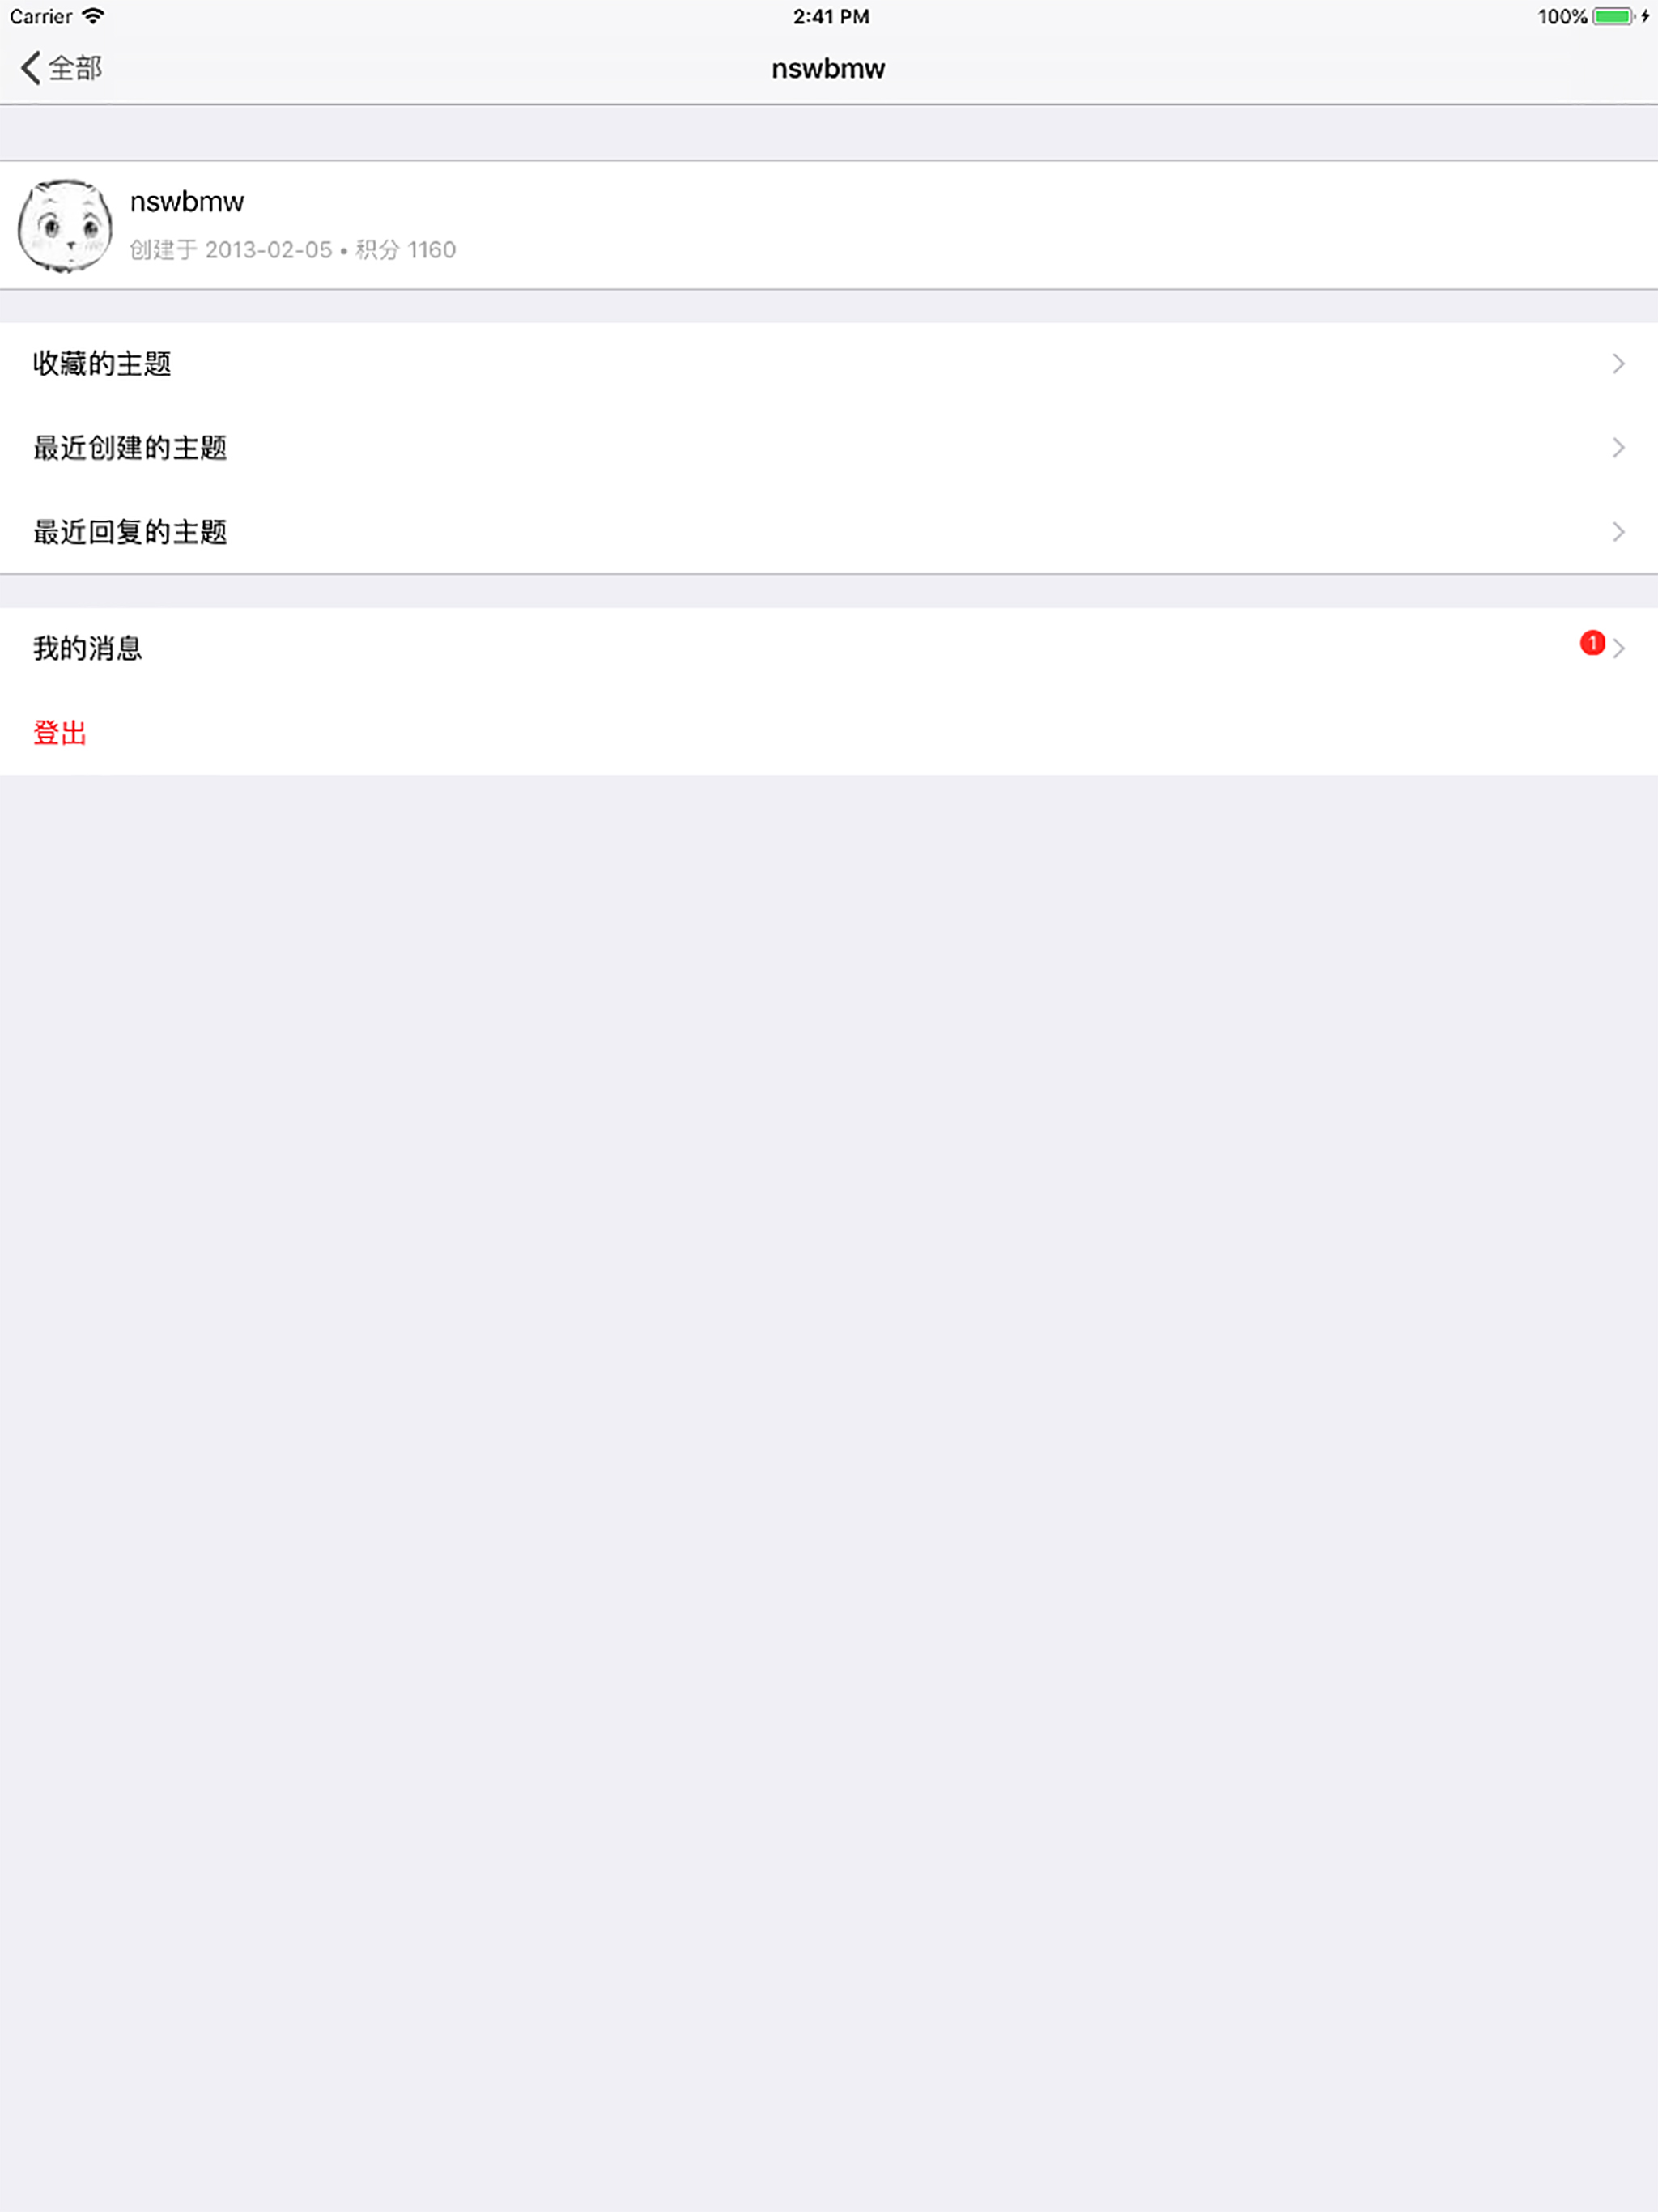 Carrier 2:41 PM 100%
全部 nswbmw
nswbmw
创建于 2013-02-05 • 积分 1160
收藏的主题
最近创建的主题
最近回复的主题
我的消息 1
登出